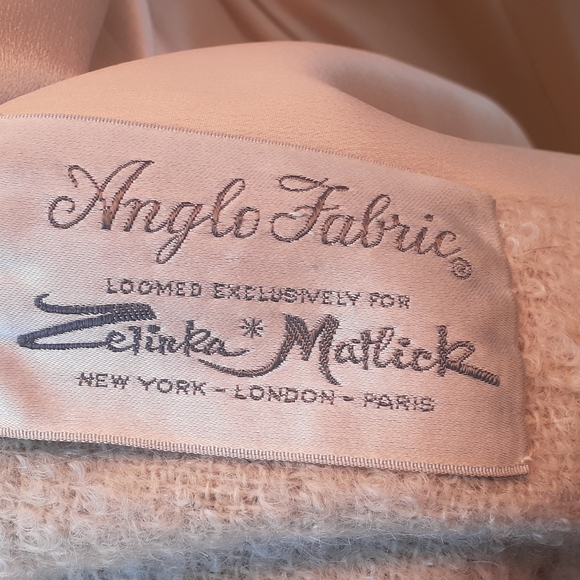 Anglo Fabric®
LOOMED EXCLUSIVELY FOR
Zelinka * Matlick
NEW YORK - LONDON - PARIS